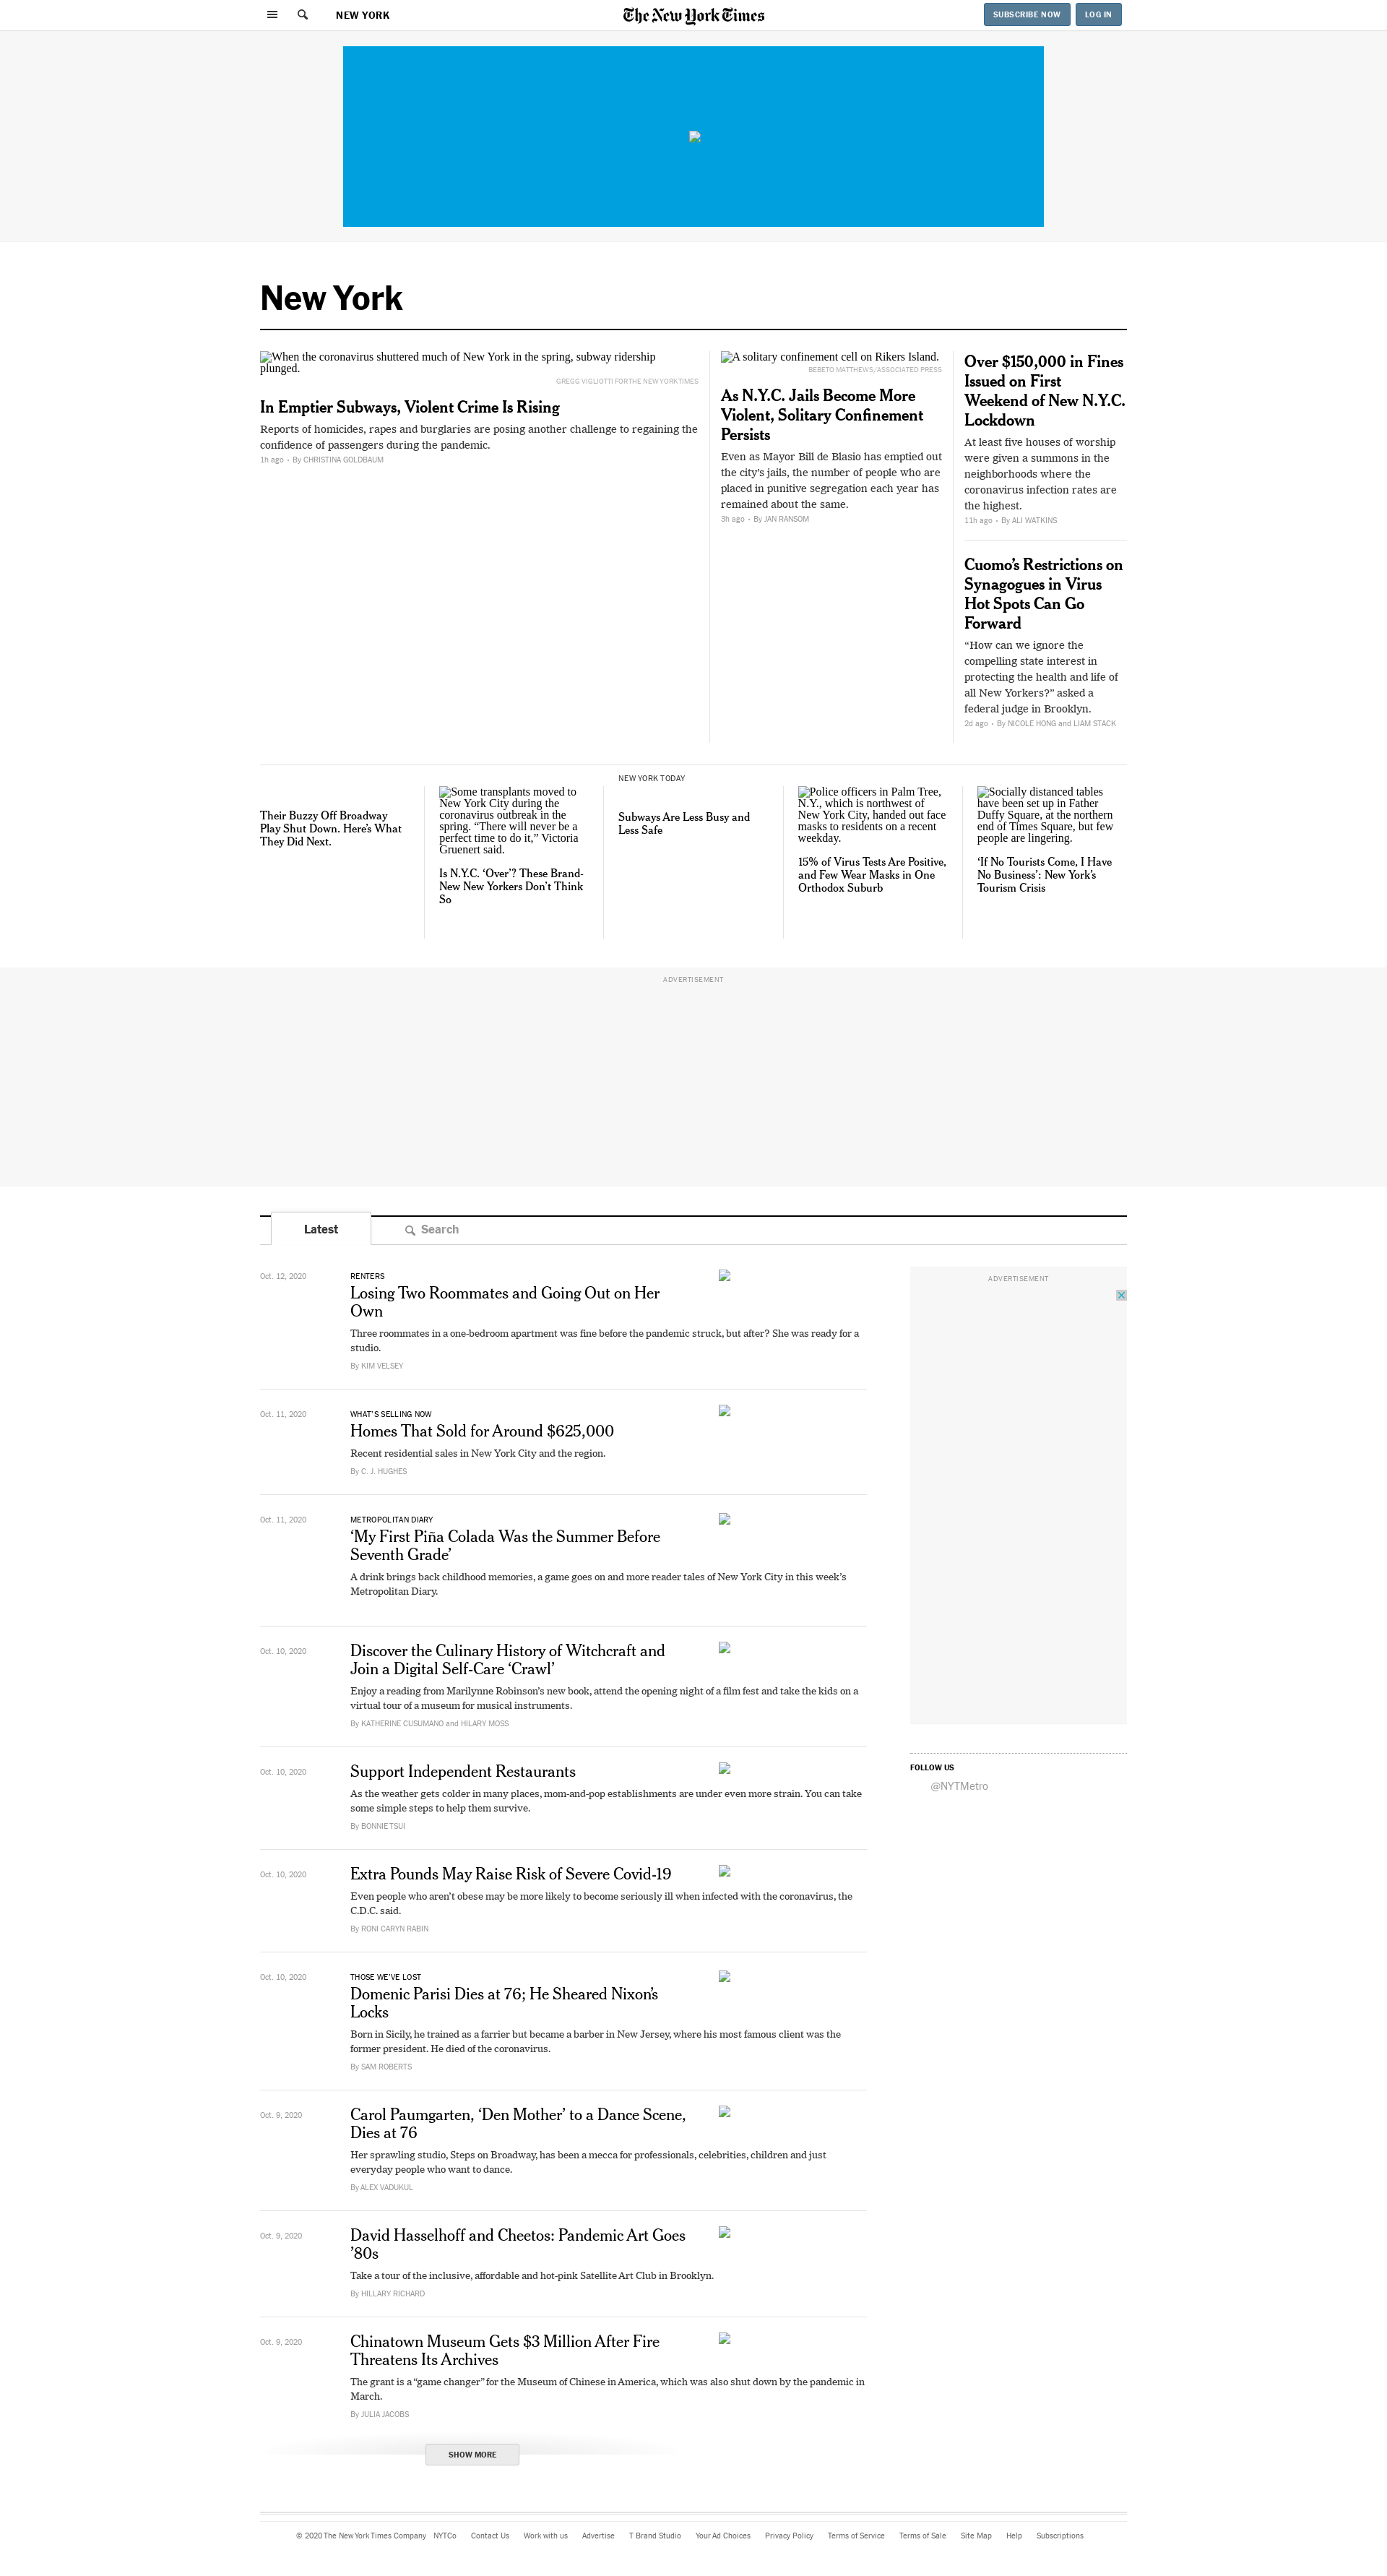 NEW YORK
The New York Times
SUBSCRIBE NOW
LOG IN
New York
When the coronavirus shuttered much of New York in the spring, subway ridership
plunged.
GREGG VIGLIOTTI FOR THE NEW YORK TIMES
In Emptier Subways, Violent Crime Is Rising
Reports of homicides, rapes and burglaries are posing another challenge to regaining the
confidence of passengers during the pandemic.
1h ago • By CHRISTINA GOLDBAUM
A solitary confinement cell on Rikers Island.
BEBETO MATTHEWS/ASSOCIATED PRESS
As N.Y.C. Jails Become More
Violent, Solitary Confinement
Persists
Even as Mayor Bill de Blasio has emptied out
the city's jails, the number of people who are
placed in punitive segregation each year has
remained about the same.
3h ago • By JAN RANSOM
Over $150,000 in Fines
Issued on First
Weekend of New N.Y.C.
Lockdown
At least five houses of worship
were given a summons in the
neighborhoods where the
coronavirus infection rates are
the highest.
11h ago • By ALI WATKINS
Cuomo’s Restrictions on
Synagogues in Virus
Hot Spots Can Go
Forward
“How can we ignore the
compelling state interest in
protecting the health and life of
all New Yorkers?” asked a
federal judge in Brooklyn.
2d ago • By NICOLE HONG and LIAM STACK
Their Buzzy Off Broadway
Play Shut Down. Here’s What
They Did Next.
Some transplants moved to
New York City during the
coronavirus outbreak in the
spring. “There will never be a
perfect time to do it,” Victoria
Gruenert said.
Is N.Y.C. ‘Over’? These Brand-
New New Yorkers Don’t Think
So
NEW YORK TODAY
Subways Are Less Busy and
Less Safe
Police officers in Palm Tree,
N.Y., which is northwest of
New York City, handed out face
masks to residents on a recent
weekday.
15% of Virus Tests Are Positive,
and Few Wear Masks in One
Orthodox Suburb
Socially distanced tables
have been set up in Father
Duffy Square, at the northern
end of Times Square, but few
people are lingering.
‘If No Tourists Come, I Have
No Business’: New York’s
Tourism Crisis
ADVERTISEMENT
Latest
Search
Oct. 12, 2020
RENTERS
Losing Two Roommates and Going Out on Her
Own
Three roommates in a one-bedroom apartment was fine before the pandemic struck, but after? She was ready for a
studio.
By KIM VELSEY
Oct. 11, 2020
WHAT’S SELLING NOW
Homes That Sold for Around $625,000
Recent residential sales in New York City and the region.
By C. J. HUGHES
Oct. 11, 2020
METROPOLITAN DIARY
‘My First Piña Colada Was the Summer Before
Seventh Grade’
A drink brings back childhood memories, a game goes on and more reader tales of New York City in this week’s
Metropolitan Diary.
Oct. 10, 2020
Discover the Culinary History of Witchcraft and
Join a Digital Self-Care ‘Crawl’
Enjoy a reading from Marilynne Robinson’s new book, attend the opening night of a film fest and take the kids on a
virtual tour of a museum for musical instruments.
By KATHERINE CUSUMANO and HILARY MOSS
Oct. 10, 2020
Support Independent Restaurants
As the weather gets colder in many places, mom-and-pop establishments are under even more strain. You can take
some simple steps to help them survive.
By BONNIE TSUI
Oct. 10, 2020
Extra Pounds May Raise Risk of Severe Covid-19
Even people who aren’t obese may be more likely to become seriously ill when infected with the coronavirus, the
C.D.C. said.
By RONI CARYN RABIN
Oct. 10, 2020
THOSE WE’VE LOST
Domenic Parisi Dies at 76; He Sheared Nixon’s
Locks
Born in Sicily, he trained as a farrier but became a barber in New Jersey, where his most famous client was the
former president. He died of the coronavirus.
By SAM ROBERTS
Oct. 9, 2020
Carol Paumgarten, ‘Den Mother’ to a Dance Scene,
Dies at 76
Her sprawling studio, Steps on Broadway, has been a mecca for professionals, celebrities, children and just
everyday people who want to dance.
By ALEX VADUKUL
Oct. 9, 2020
David Hasselhoff and Cheetos: Pandemic Art Goes
’80s
Take a tour of the inclusive, affordable and hot-pink Satellite Art Club in Brooklyn.
By HILLARY RICHARD
Oct. 9, 2020
Chinatown Museum Gets $3 Million After Fire
Threatens Its Archives
The grant is a “game changer” for the Museum of Chinese in America, which was also shut down by the pandemic in
March.
By JULIA JACOBS
SHOW MORE
ADVERTISEMENT
FOLLOW US
@NYTMetro
© 2020 The New York Times Company NYTCo Contact Us Work with us Advertise T Brand Studio Your Ad Choices Privacy Policy Terms of Service Terms of Sale Site Map Help Subscriptions